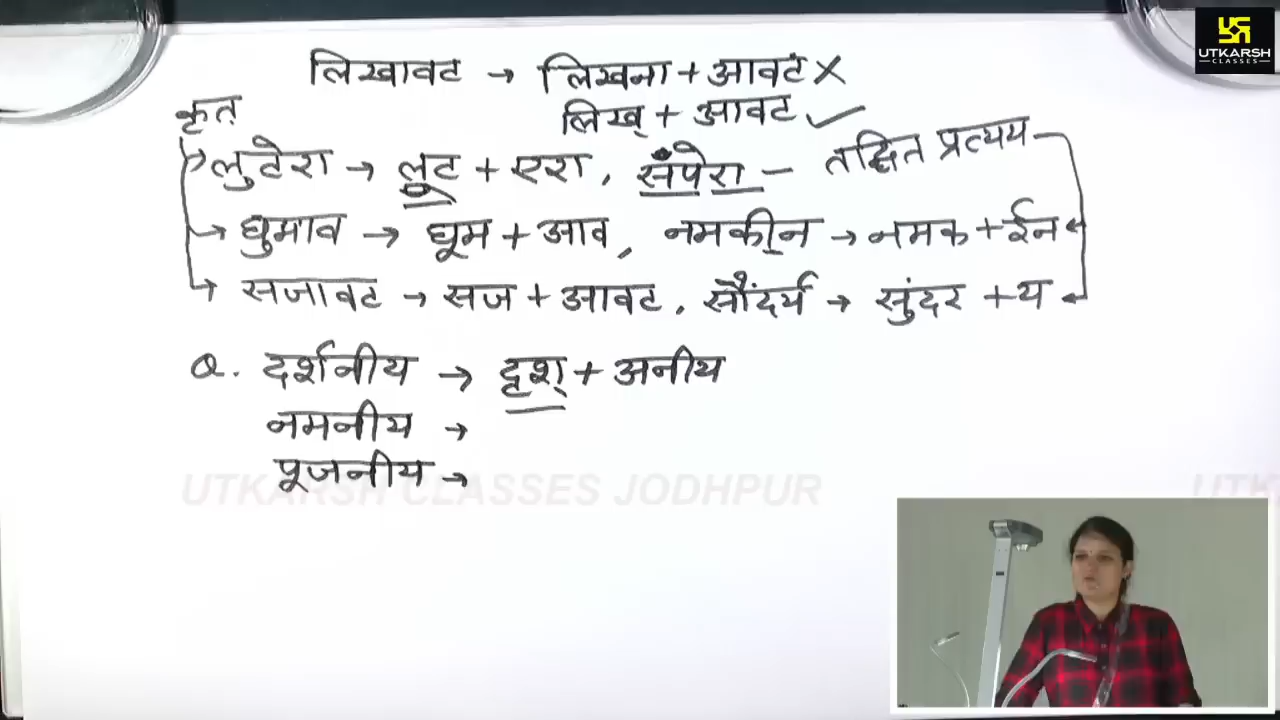 लिखावट → लिखना + आवट ×
कृत्
लिख् + आवट ✓
लुटेरा → लूट + एरा, सँपेरा – तद्धित प्रत्यय
घुमाव → घूम + आव, नमकीन → नमक + ईन
सजावट → सज + आवट, सौंदर्य → सुंदर + य
Q. दर्शनीय → दृश् + अनीय
नमनीय →
पूजनीय →
UTKARSH CLASSES JODHPUR
UTKARSH
CLASSES